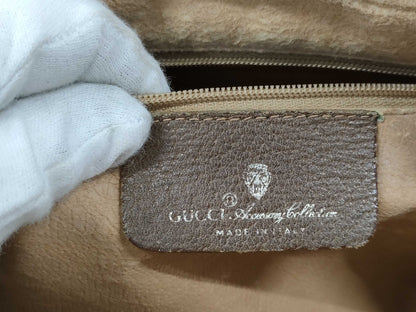 ®
GUCCI Accessory Collection
MADE IN ITALY